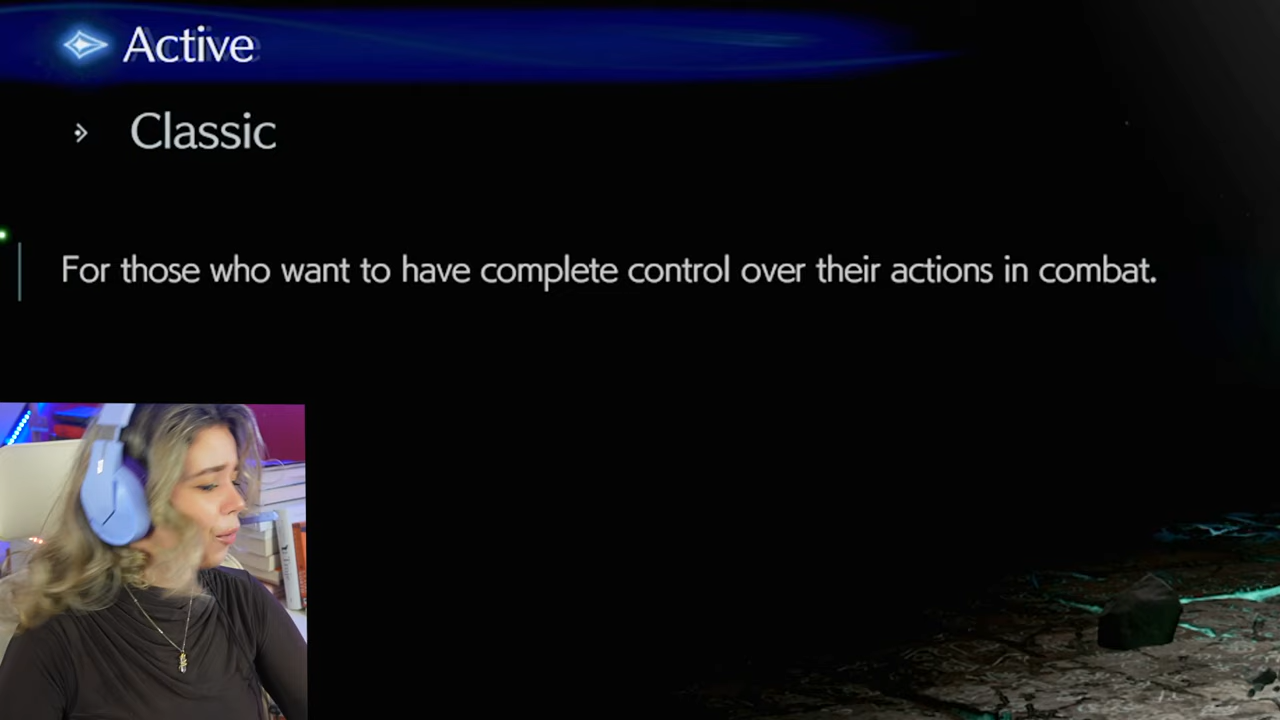 Active
Classic
For those who want to have complete control over their actions in combat.